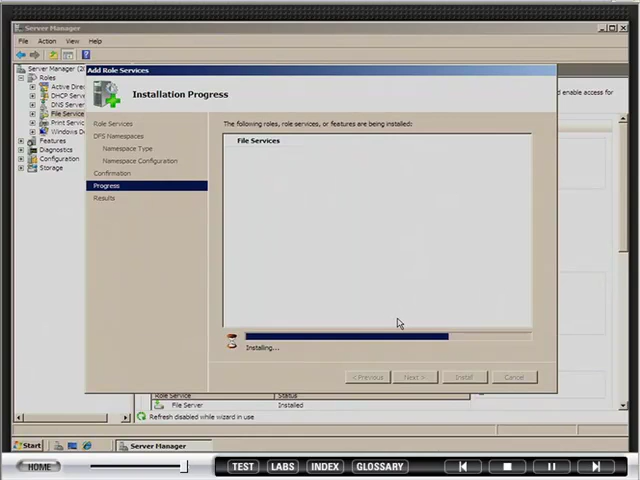 Server Manager
File Action View Help
Server Manager (2
Roles
Active Direc
DHCP Serv
DNS Server
File Service
Print Servic
Windows D
Features
Diagnostics
Configuration
Storage
Add Role Services
Installation Progress
Role Services
DFS Namespaces
Namespace Type
Namespace Configuration
Confirmation
Progress
Results
The following roles, role services, or features are being installed:
File Services
Installing...
< Previous Next > Install Cancel
d enable access for
Role Service Status
File Server Installed
Refresh disabled while wizard in use
Start Server Manager
HOME TEST LABS INDEX GLOSSARY